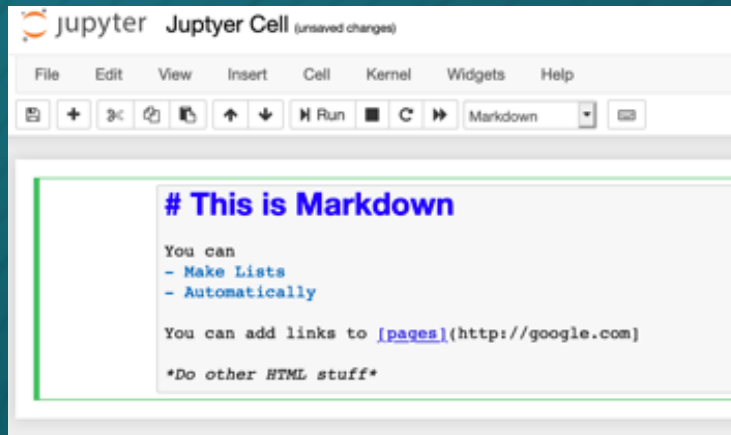 jupyter Juptyer Cell (unsaved changes)
File Edit View Insert Cell Kernel Widgets Help
Run Markdown
# This is Markdown
You can
- Make Lists
- Automatically
You can add links to [pages](http://google.com]
*Do other HTML stuff*